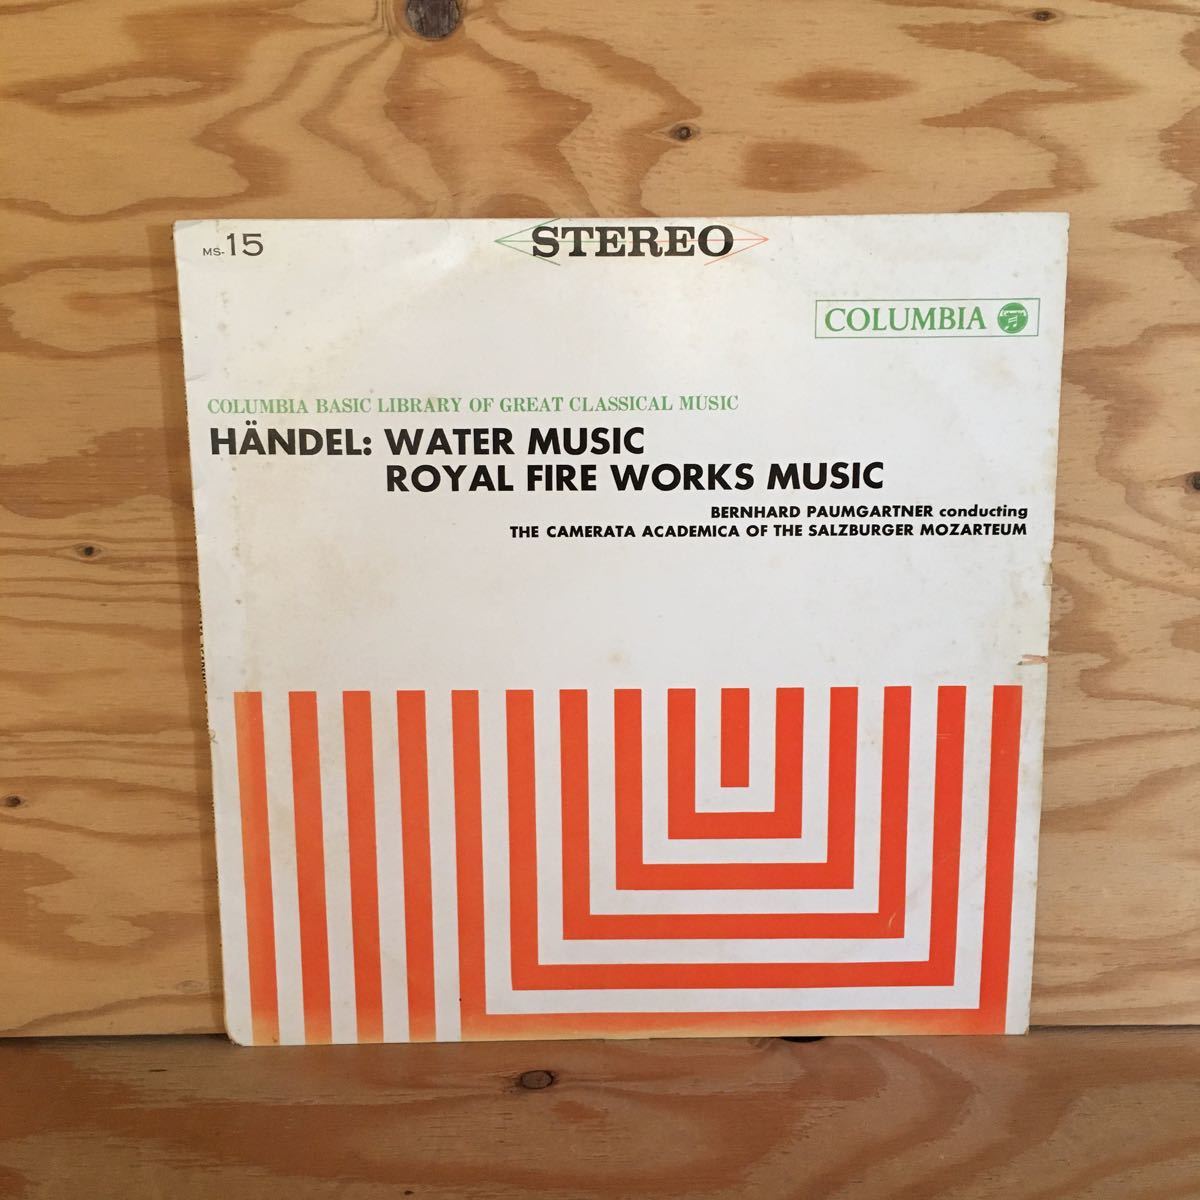 MS-15
STEREO
COLUMBIA
COLUMBIA BASIC LIBRARY OF GREAT CLASSICAL MUSIC
HÄNDEL: WATER MUSIC
ROYAL FIRE WORKS MUSIC
BERNHARD PAUMGARTNER conducting
THE CAMERATA ACADEMICA OF THE SALZBURGER MOZARTEUM